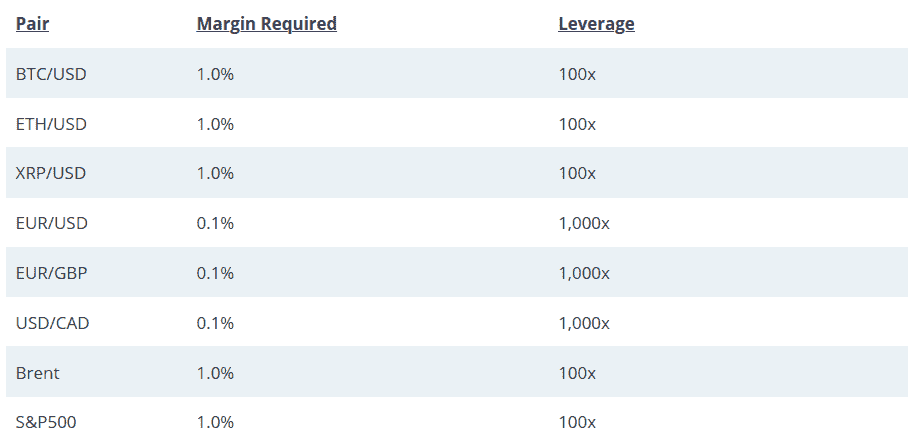 Pair Margin Required Leverage
BTC/USD 1.0% 100x
ETH/USD 1.0% 100x
XRP/USD 1.0% 100x
EUR/USD 0.1% 1,000x
EUR/GBP 0.1% 1,000x
USD/CAD 0.1% 1,000x
Brent 1.0% 100x
S&P500 1.0% 100x